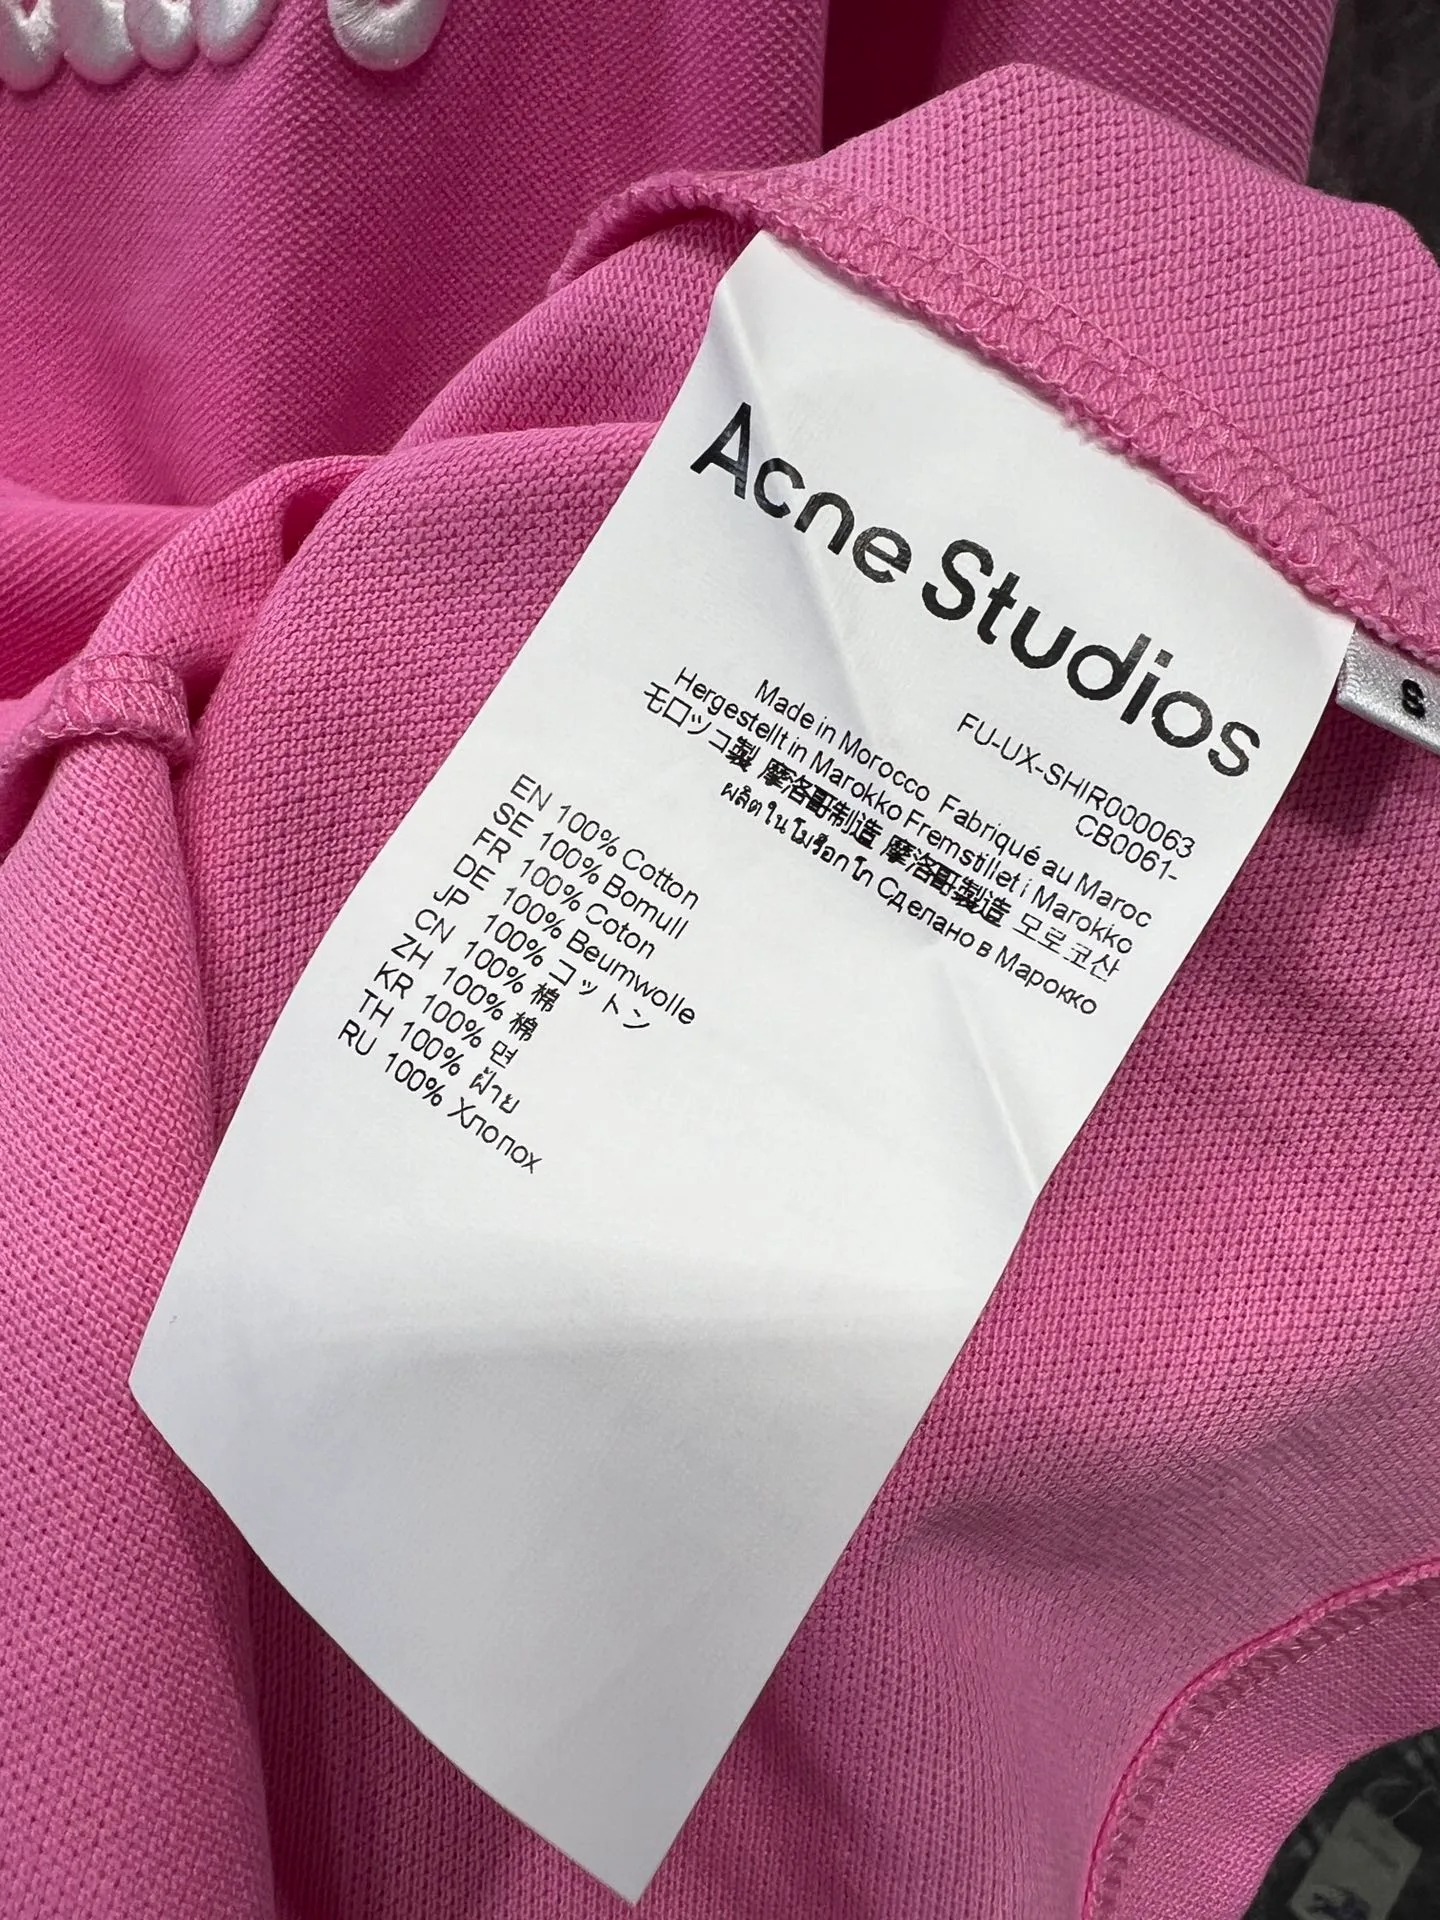 Acne Studios
S
FU-UX-SHIR000063
CB0061-
Made in Morocco Fabriqué au Maroc
Hergestellt in Marokko Fremstillet i Marokko
モロッコ製 摩洛哥制造 摩洛哥製造 모로코산
ผลิตในโมร็อกโก Сделано в Марокко
EN 100% Cotton
SE 100% Bomull
FR 100% Coton
DE 100% Beumwolle
JP 100% コットン
CN 100% 棉
ZH 100% 棉
KR 100% 면
TH 100% ฝ้าย
RU 100% Хлопох